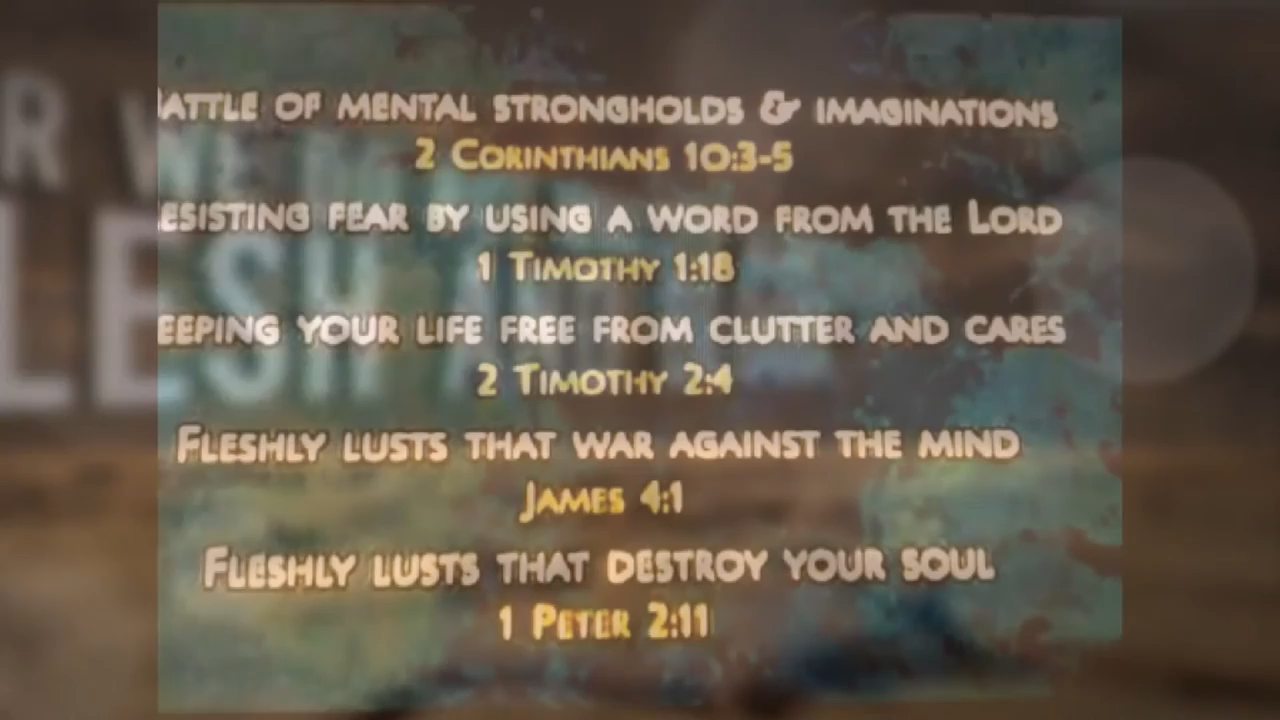 ATTLE OF MENTAL STRONGHOLDS & IMAGINATIONS
2 CORINTHIANS 10:3-5
ESISTING FEAR BY USING A WORD FROM THE LORD
1 TIMOTHY 1:18
EEPING YOUR LIFE FREE FROM CLUTTER AND CARES
2 TIMOTHY 2:4
FLESHLY LUSTS THAT WAR AGAINST THE MIND
JAMES 4:1
FLESHLY LUSTS THAT DESTROY YOUR SOUL
1 PETER 2:11